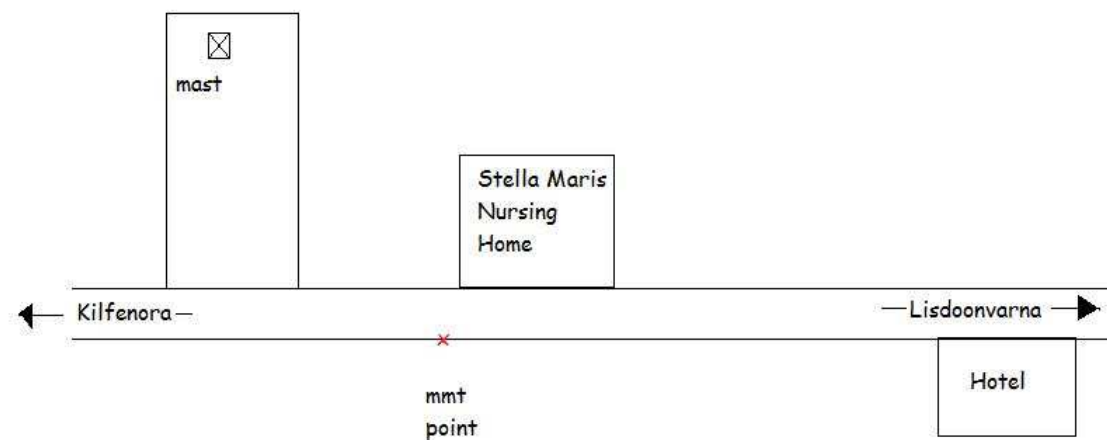 mast
Stella Maris
Nursing
Home
Kilfenora
Lisdoonvarna
Hotel
mmt
point